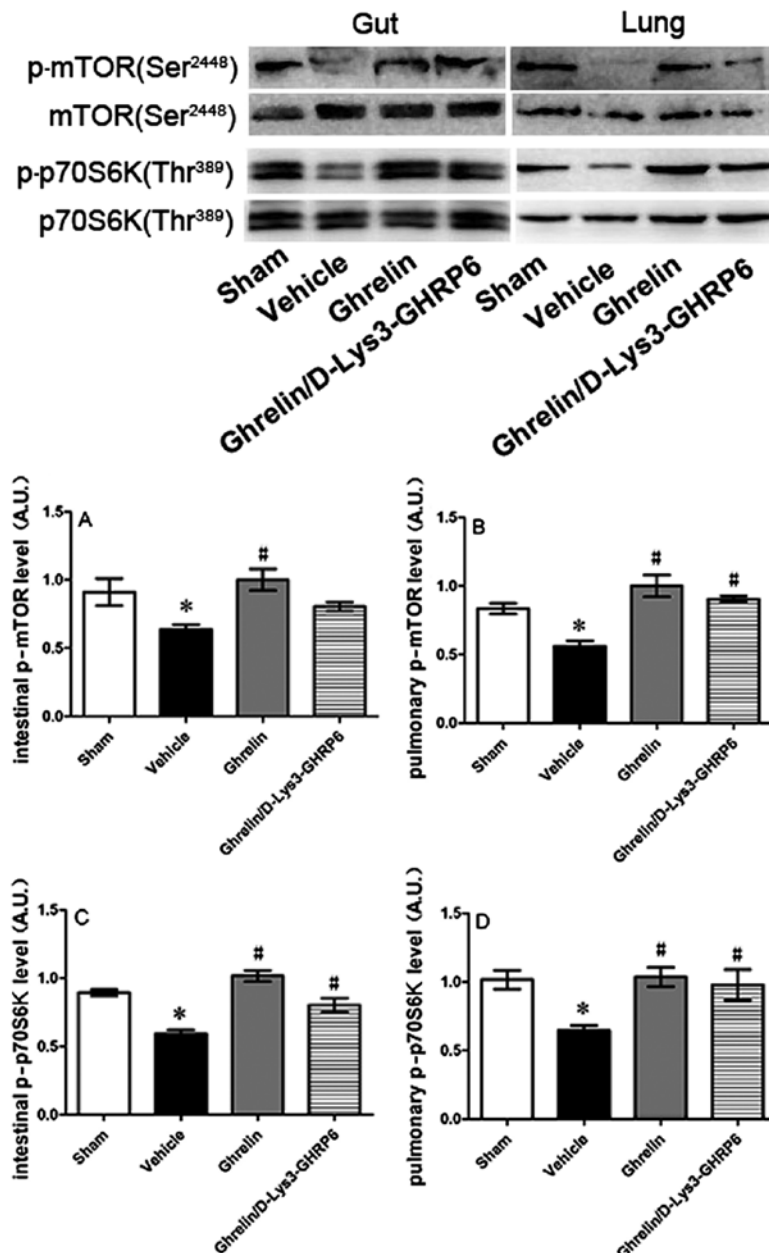 Gut Lung
p-mTOR(Ser2448)
mTOR(Ser2448)
p-p70S6K(Thr389)
p70S6K(Thr389)
Sham Vehicle Ghrelin Ghrelin/D-Lys3-GHRP6 Sham Vehicle Ghrelin Ghrelin/D-Lys3-GHRP6
intestinal p-mTOR level (A.U.)
A
1.5
1.0
0.5
0.0
*
#
Sham Vehicle Ghrelin Ghrelin/D-Lys3-GHRP6
pulmonary p-mTOR level (A.U.)
B
1.5
1.0
0.5
0.0
*
#
#
Sham Vehicle Ghrelin Ghrelin/D-Lys3-GHRP6
intestinal p-p70S6K level (A.U.)
C
1.5
1.0
0.5
0.0
*
#
#
Sham Vehicle Ghrelin Ghrelin/D-Lys3-GHRP6
pulmonary p-p70S6K level (A.U.)
D
1.5
1.0
0.5
0.0
*
#
#
Sham Vehicle Ghrelin Ghrelin/D-Lys3-GHRP6